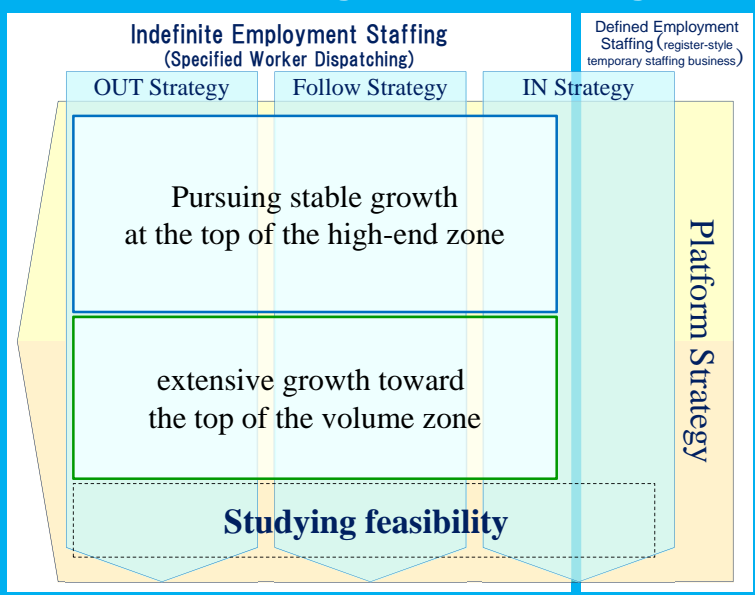 Indefinite Employment Staffing
(Specified Worker Dispatching)
Defined Employment
Staffing (register-style
temporary staffing business)
OUT Strategy
Follow Strategy
IN Strategy
Pursuing stable growth
at the top of the high-end zone
extensive growth toward
the top of the volume zone
Studying feasibility
Platform Strategy